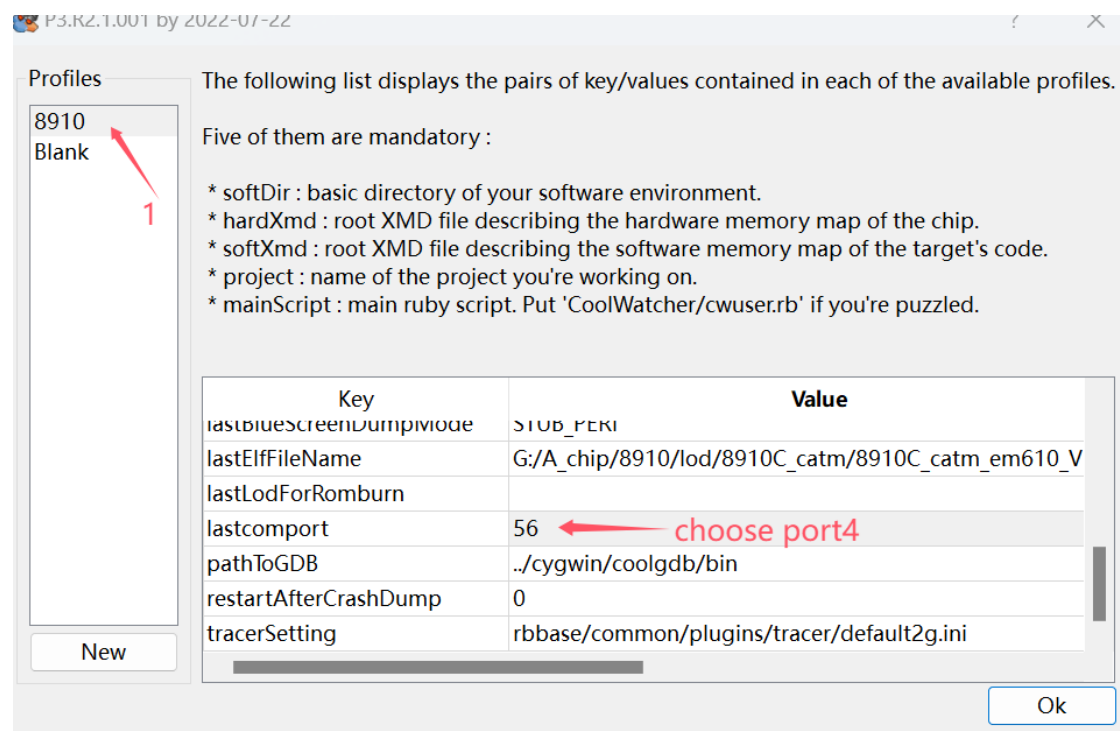 P3.R2.1.001 by 2022-07-22
Profiles
8910
Blank
1
New
The following list displays the pairs of key/values contained in each of the available profiles.
Five of them are mandatory :
* softDir : basic directory of your software environment.
* hardXmd : root XMD file describing the hardware memory map of the chip.
* softXmd : root XMD file describing the software memory map of the target's code.
* project : name of the project you're working on.
* mainScript : main ruby script. Put 'CoolWatcher/cwuser.rb' if you're puzzled.
Key Value
lastBlueScreenDumpMode STUB_PERI
lastElfFileName G:/A_chip/8910/lod/8910C_catm/8910C_catm_em610_V
lastLodForRomburn
lastcomport 56 choose port4
pathToGDB ../cygwin/coolgdb/bin
restartAfterCrashDump 0
tracerSetting rbbase/common/plugins/tracer/default2g.ini
Ok